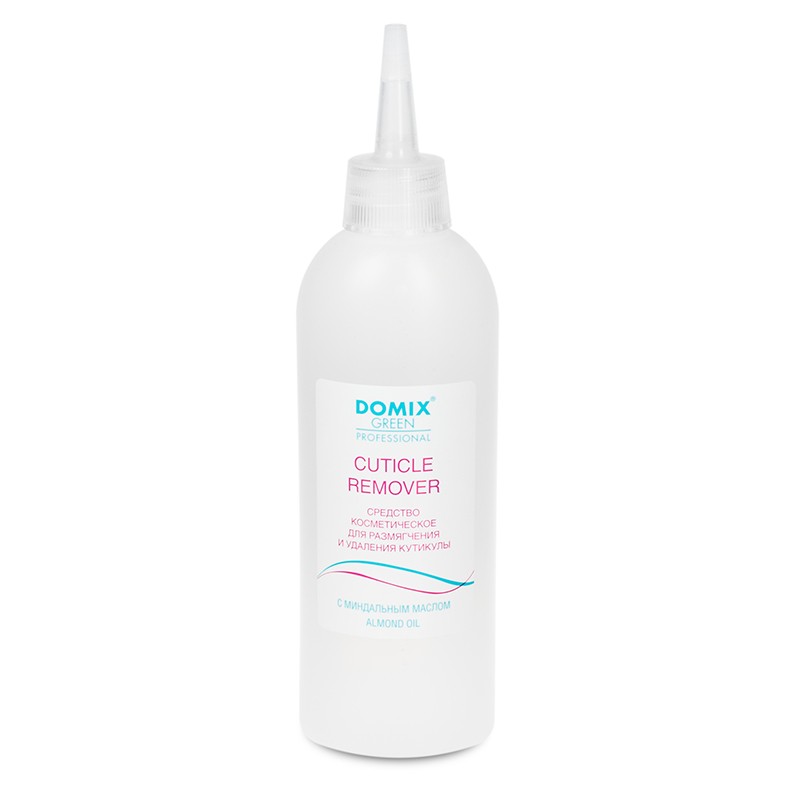 DOMIX®
GREEN
PROFESSIONAL
CUTICLE
REMOVER
СРЕДСТВО
КОСМЕТИЧЕСКОЕ
ДЛЯ РАЗМЯГЧЕНИЯ
И УДАЛЕНИЯ КУТИКУЛЫ
С МИНДАЛЬНЫМ МАСЛОМ
ALMOND OIL